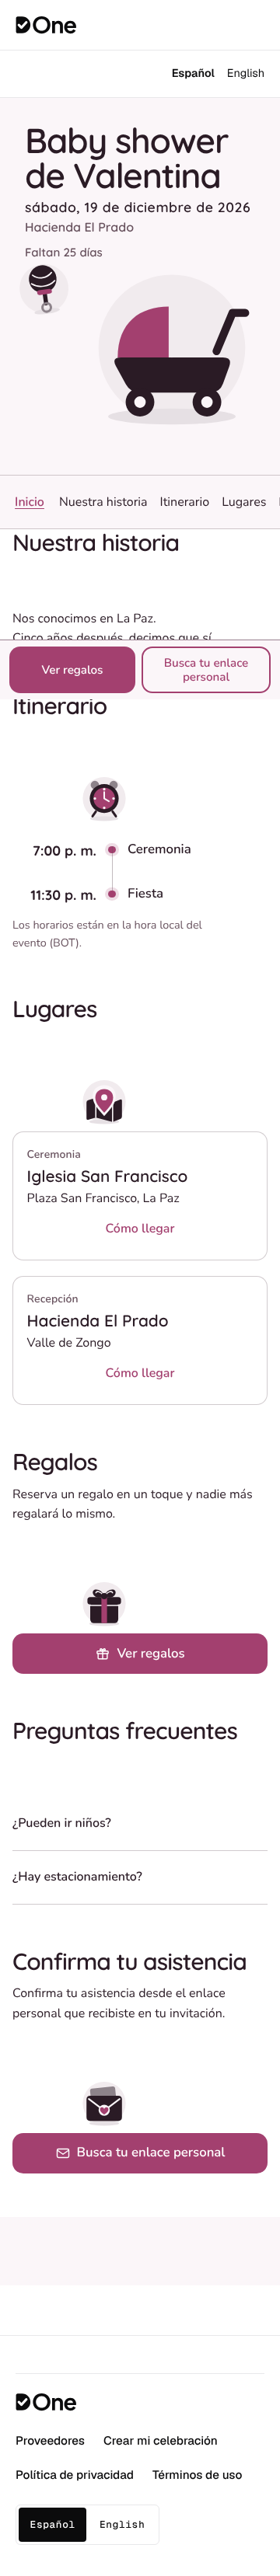 One
Español English
Baby shower
de Valentina
sábado, 19 de diciembre de 2026
Hacienda El Prado
Faltan 25 días
Inicio Nuestra historia Itinerario Lugares
Nuestra historia
Nos conocimos en La Paz.
Cinco años después, decimos que sí
Ver regalos
Busca tu enlace
personal
Itinerario
7:00 p. m. Ceremonia
11:30 p. m. Fiesta
Los horarios están en la hora local del
evento (BOT).
Lugares
Ceremonia
Iglesia San Francisco
Plaza San Francisco, La Paz
Cómo llegar
Recepción
Hacienda El Prado
Valle de Zongo
Cómo llegar
Regalos
Reserva un regalo en un toque y nadie más
regalará lo mismo.
Ver regalos
Preguntas frecuentes
¿Pueden ir niños?
¿Hay estacionamiento?
Confirma tu asistencia
Confirma tu asistencia desde el enlace
personal que recibiste en tu invitación.
Busca tu enlace personal
One
Proveedores Crear mi celebración
Política de privacidad Términos de uso
Español English